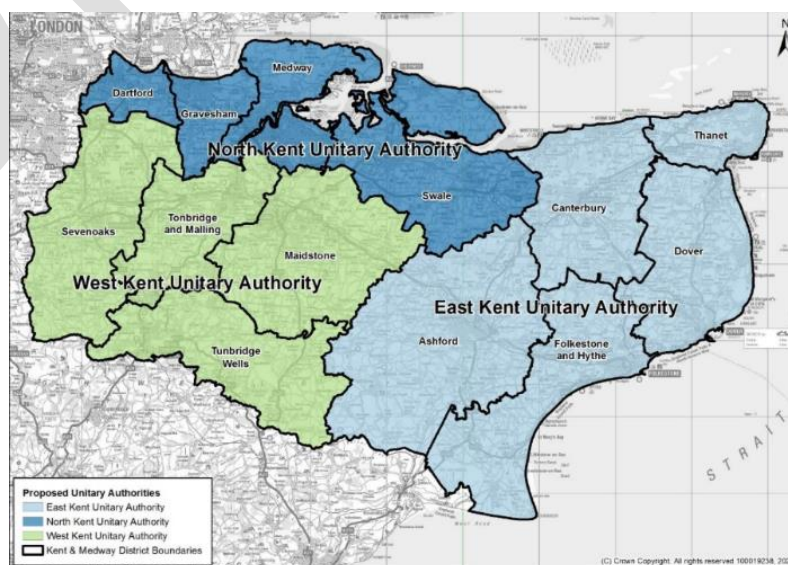 LONDON
N
Medway
Dartford
Gravesham
North Kent Unitary Authority
Thanet
Swale
Canterbury
Sevenoaks
Tonbridge
and Malling
Maidstone
Dover
West Kent Unitary Authority
East Kent Unitary Authority
Ashford
Folkestone
and Hythe
Tunbridge
Wells
STRAIT
Proposed Unitary Authorities
East Kent Unitary Authority
North Kent Unitary Authority
West Kent Unitary Authority
Kent & Medway District Boundaries
(C) Crown Copyright. All rights reserved 100019238, 202